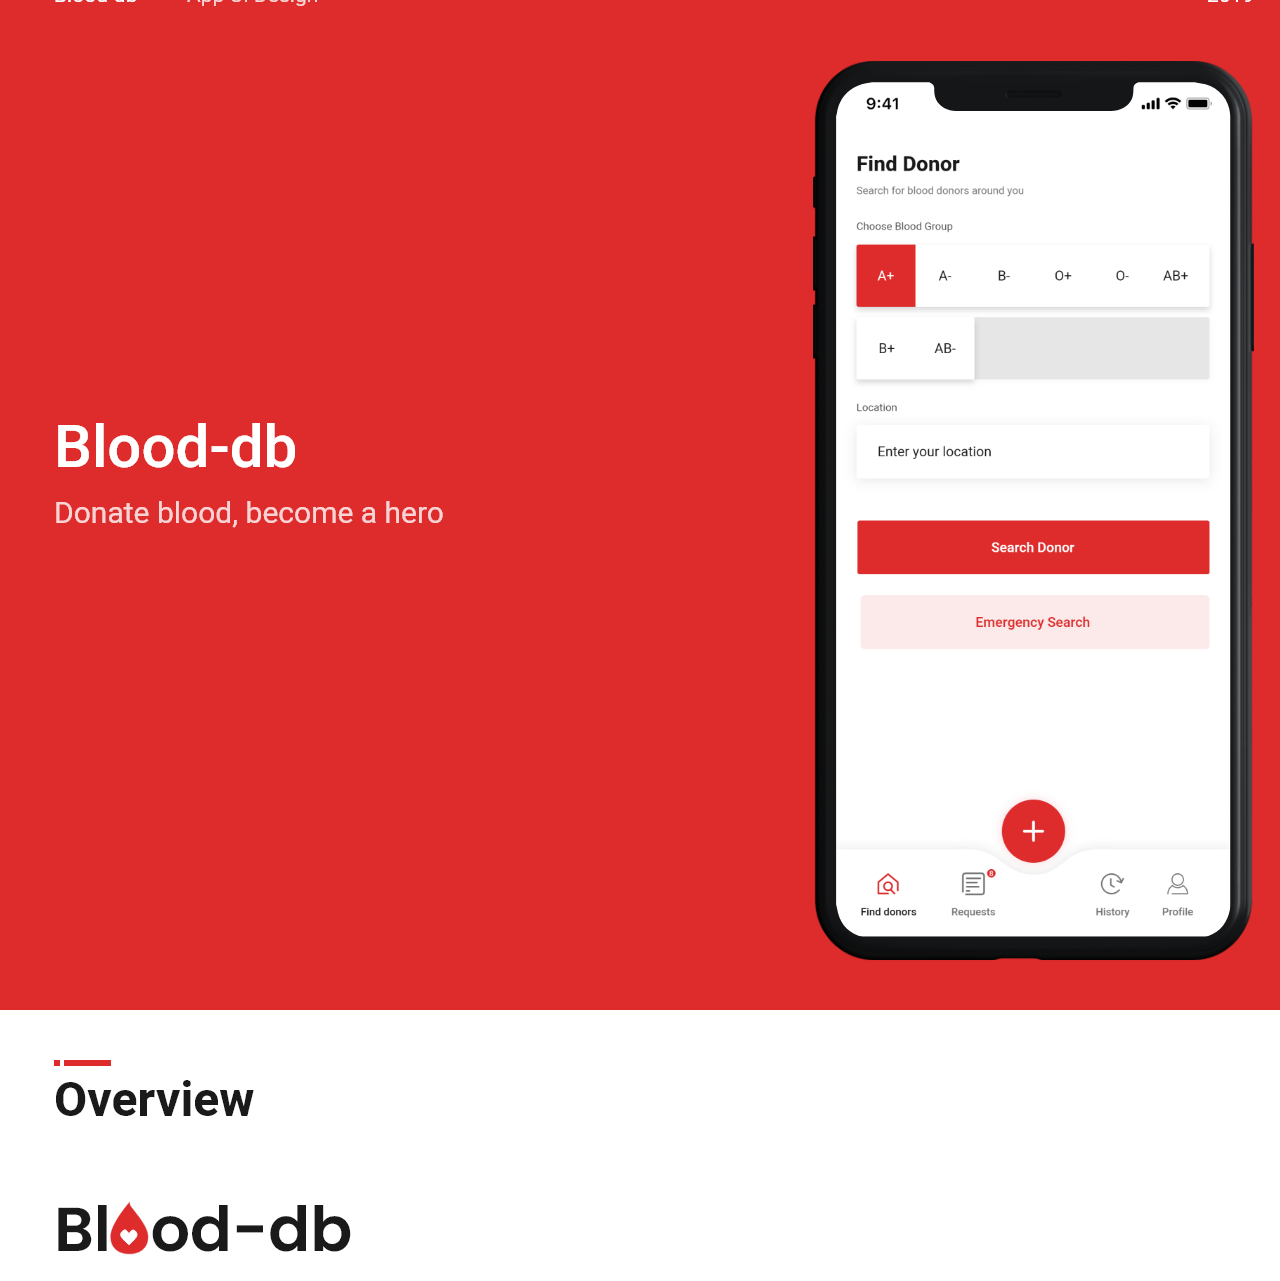 Blood-db App UI Design 2019
9:41
Find Donor
Search for blood donors around you
Choose Blood Group
A+ A- B- O+ O- AB+
B+ AB-
Location
Enter your location
Search Donor
Emergency Search
8
Find donors Requests History Profile
Blood-db
Donate blood, become a hero
Overview
Blood-db